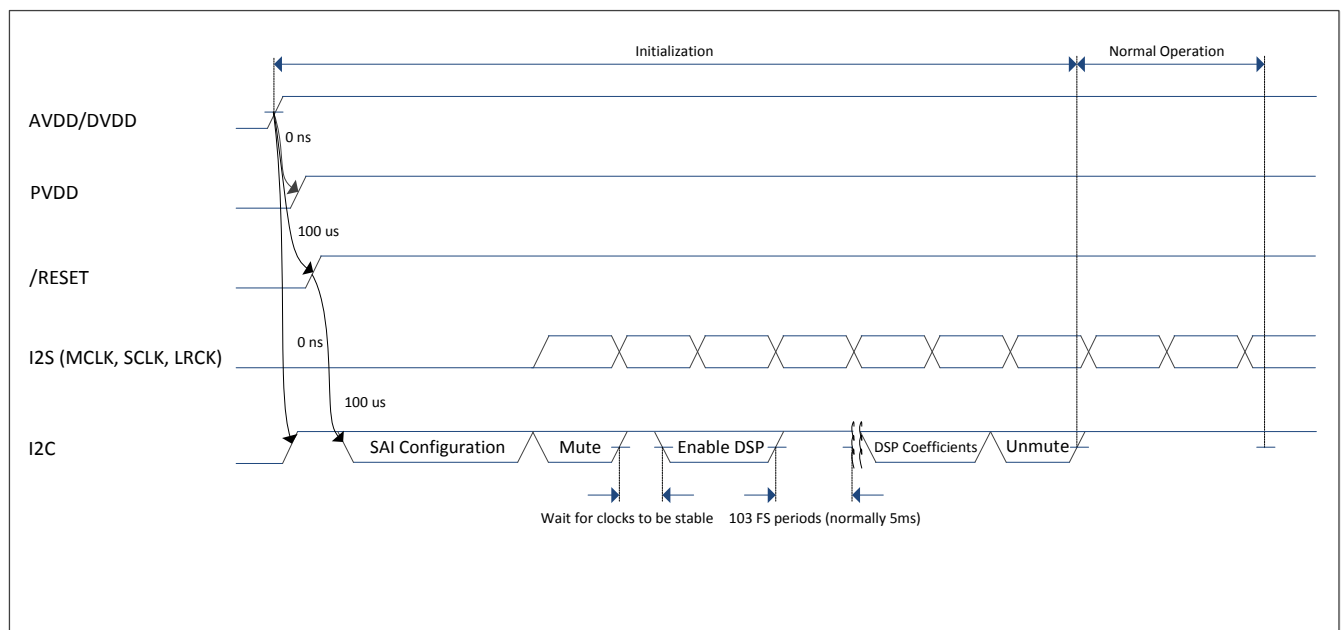 Initialization
Normal Operation
AVDD/DVDD
0 ns
PVDD
100 us
/RESET
0 ns
I2S (MCLK, SCLK, LRCK)
100 us
I2C
SAI Configuration
Mute
Enable DSP
DSP Coefficients
Unmute
Wait for clocks to be stable
103 FS periods (normally 5ms)